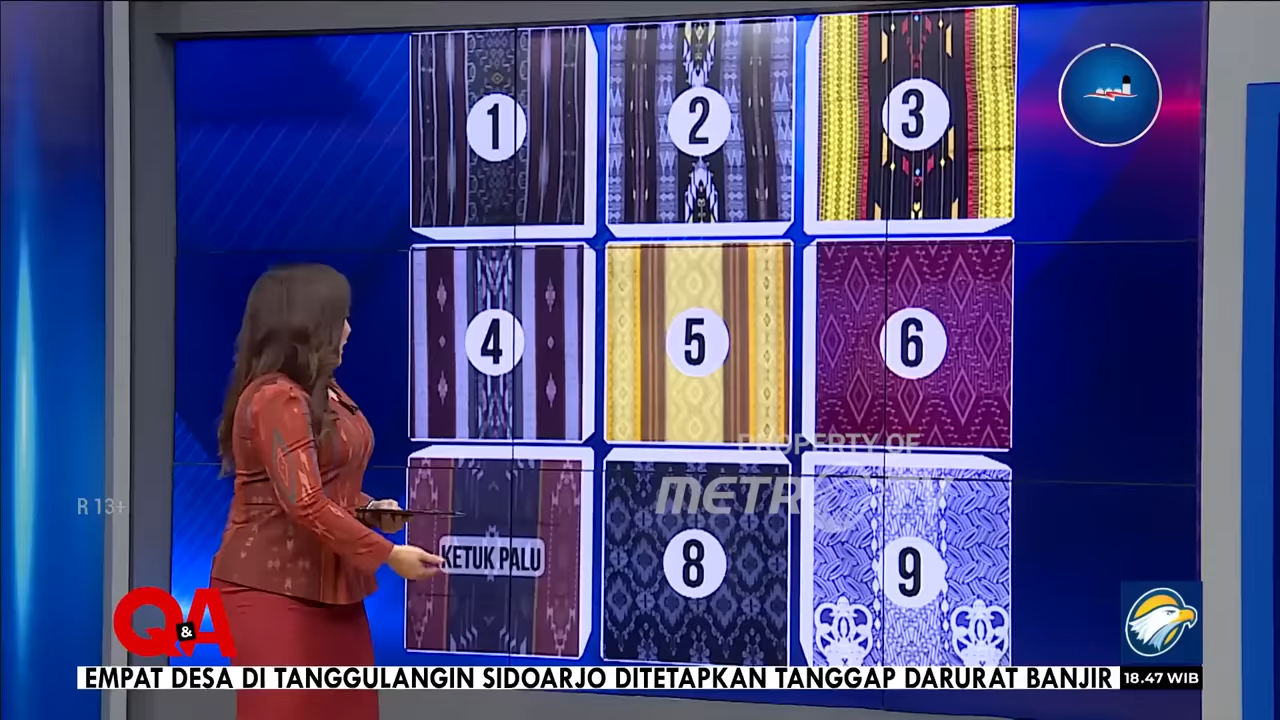 1
2
3
4
5
6
PROPERTY OF
METRO TV
R 13+
KETUK PALU
8
9
Q&A
EMPAT DESA DI TANGGULANGIN SIDOARJO DITETAPKAN TANGGAP DARURAT BANJIR
18.47 WIB